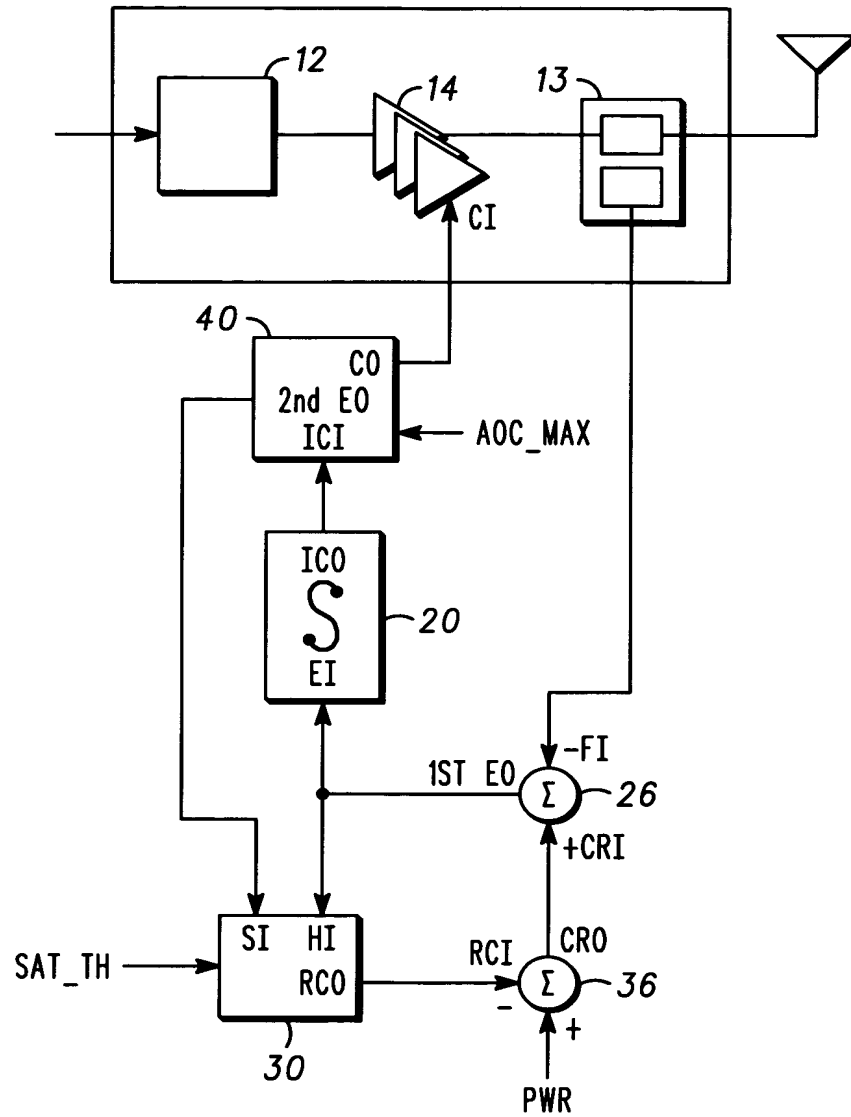 12
14
13
CI
40
CO
2nd EO
ICI
AOC_MAX
ICO
EI
20
-FI
1ST EO
Σ
26
+CRI
SI
HI
RCO
SAT_TH
RCI
CRO
Σ
36
-
+
30
PWR